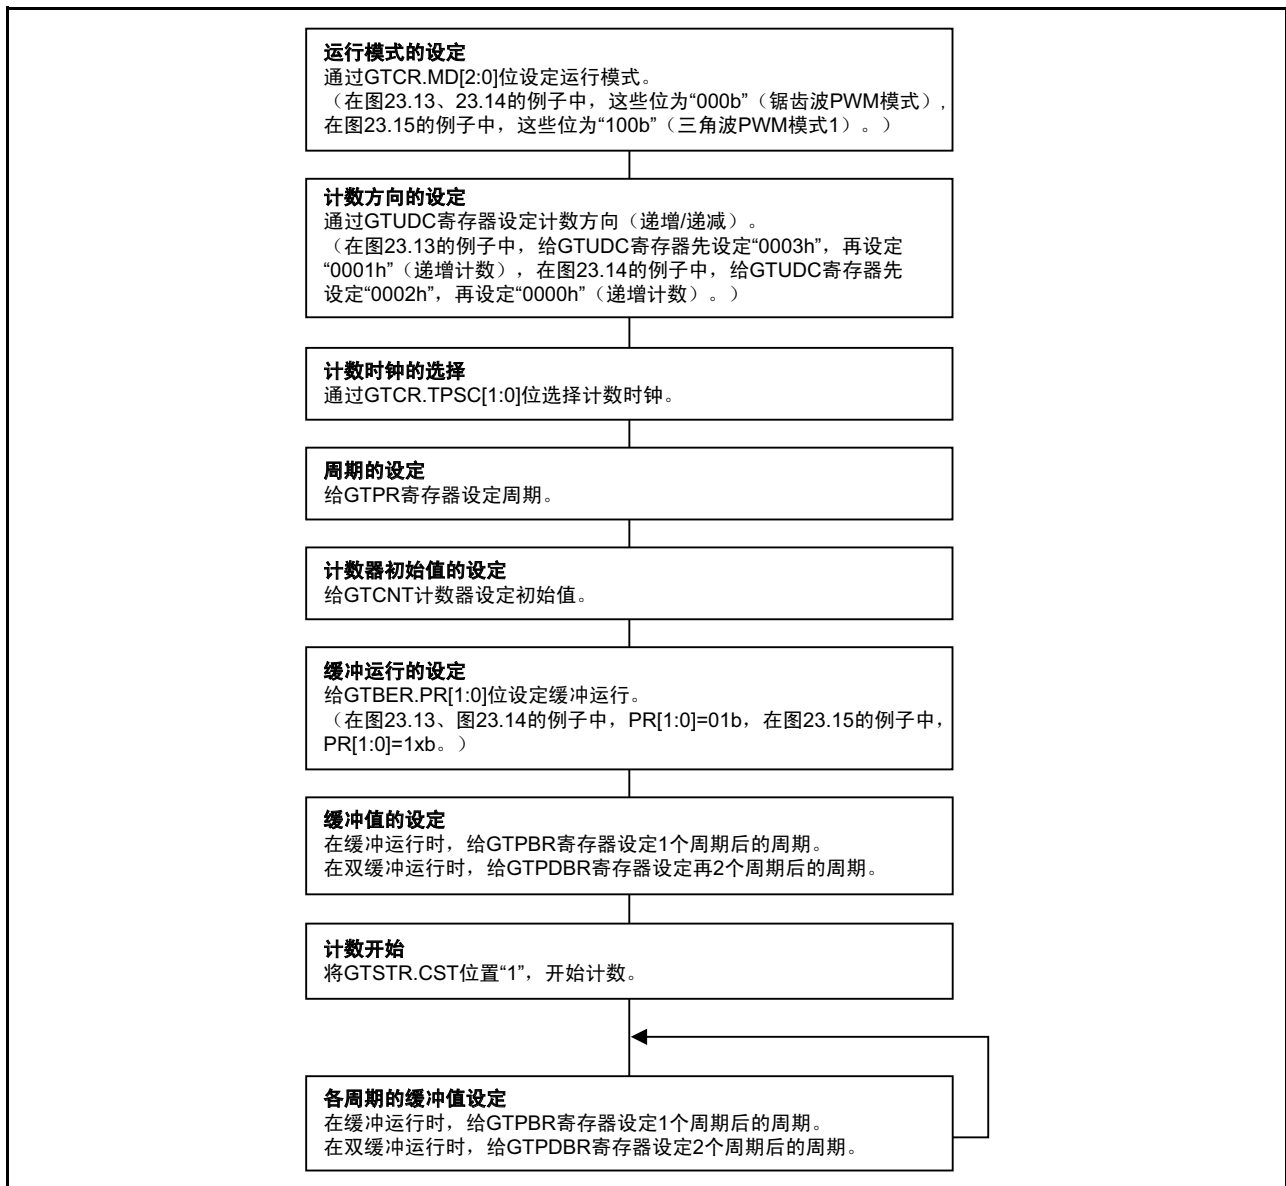 运行模式的设定
通过GTCR.MD[2:0]位设定运行模式。
（在图23.13、23.14的例子中，这些位为“000b”（锯齿波PWM模式），
在图23.15的例子中，这些位为“100b”（三角波PWM模式1）。）
计数方向的设定
通过GTUDC寄存器设定计数方向（递增/递减）。
（在图23.13的例子中，给GTUDC寄存器先设定“0003h”，再设定
“0001h”（递增计数），在图23.14的例子中，给GTUDC寄存器先
设定“0002h”，再设定“0000h”（递增计数）。）
计数时钟的选择
通过GTCR.TPSC[1:0]位选择计数时钟。
周期的设定
给GTPR寄存器设定周期。
计数器初始值的设定
给GTCNT计数器设定初始值。
缓冲运行的设定
给GTBER.PR[1:0]位设定缓冲运行。
（在图23.13、图23.14的例子中，PR[1:0]=01b，在图23.15的例子中，
PR[1:0]=1xb。）
缓冲值的设定
在缓冲运行时，给GTPBR寄存器设定1个周期后的周期。
在双缓冲运行时，给GTPDBR寄存器设定再2个周期后的周期。
计数开始
将GTSTR.CST位置“1”，开始计数。
各周期的缓冲值设定
在缓冲运行时，给GTPBR寄存器设定1个周期后的周期。
在双缓冲运行时，给GTPDBR寄存器设定2个周期后的周期。